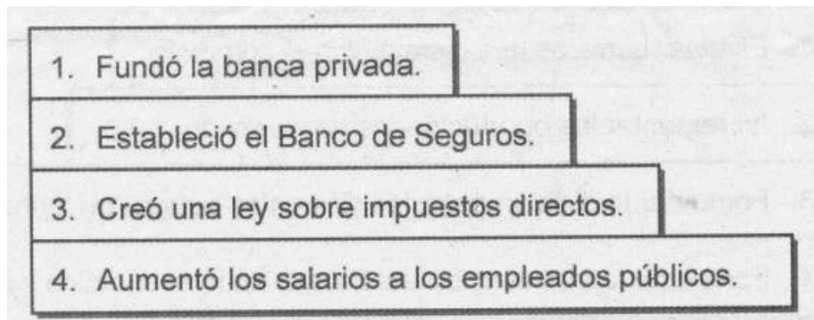 1. Fundó la banca privada.
2. Estableció el Banco de Seguros.
3. Creó una ley sobre impuestos directos.
4. Aumentó los salarios a los empleados públicos.